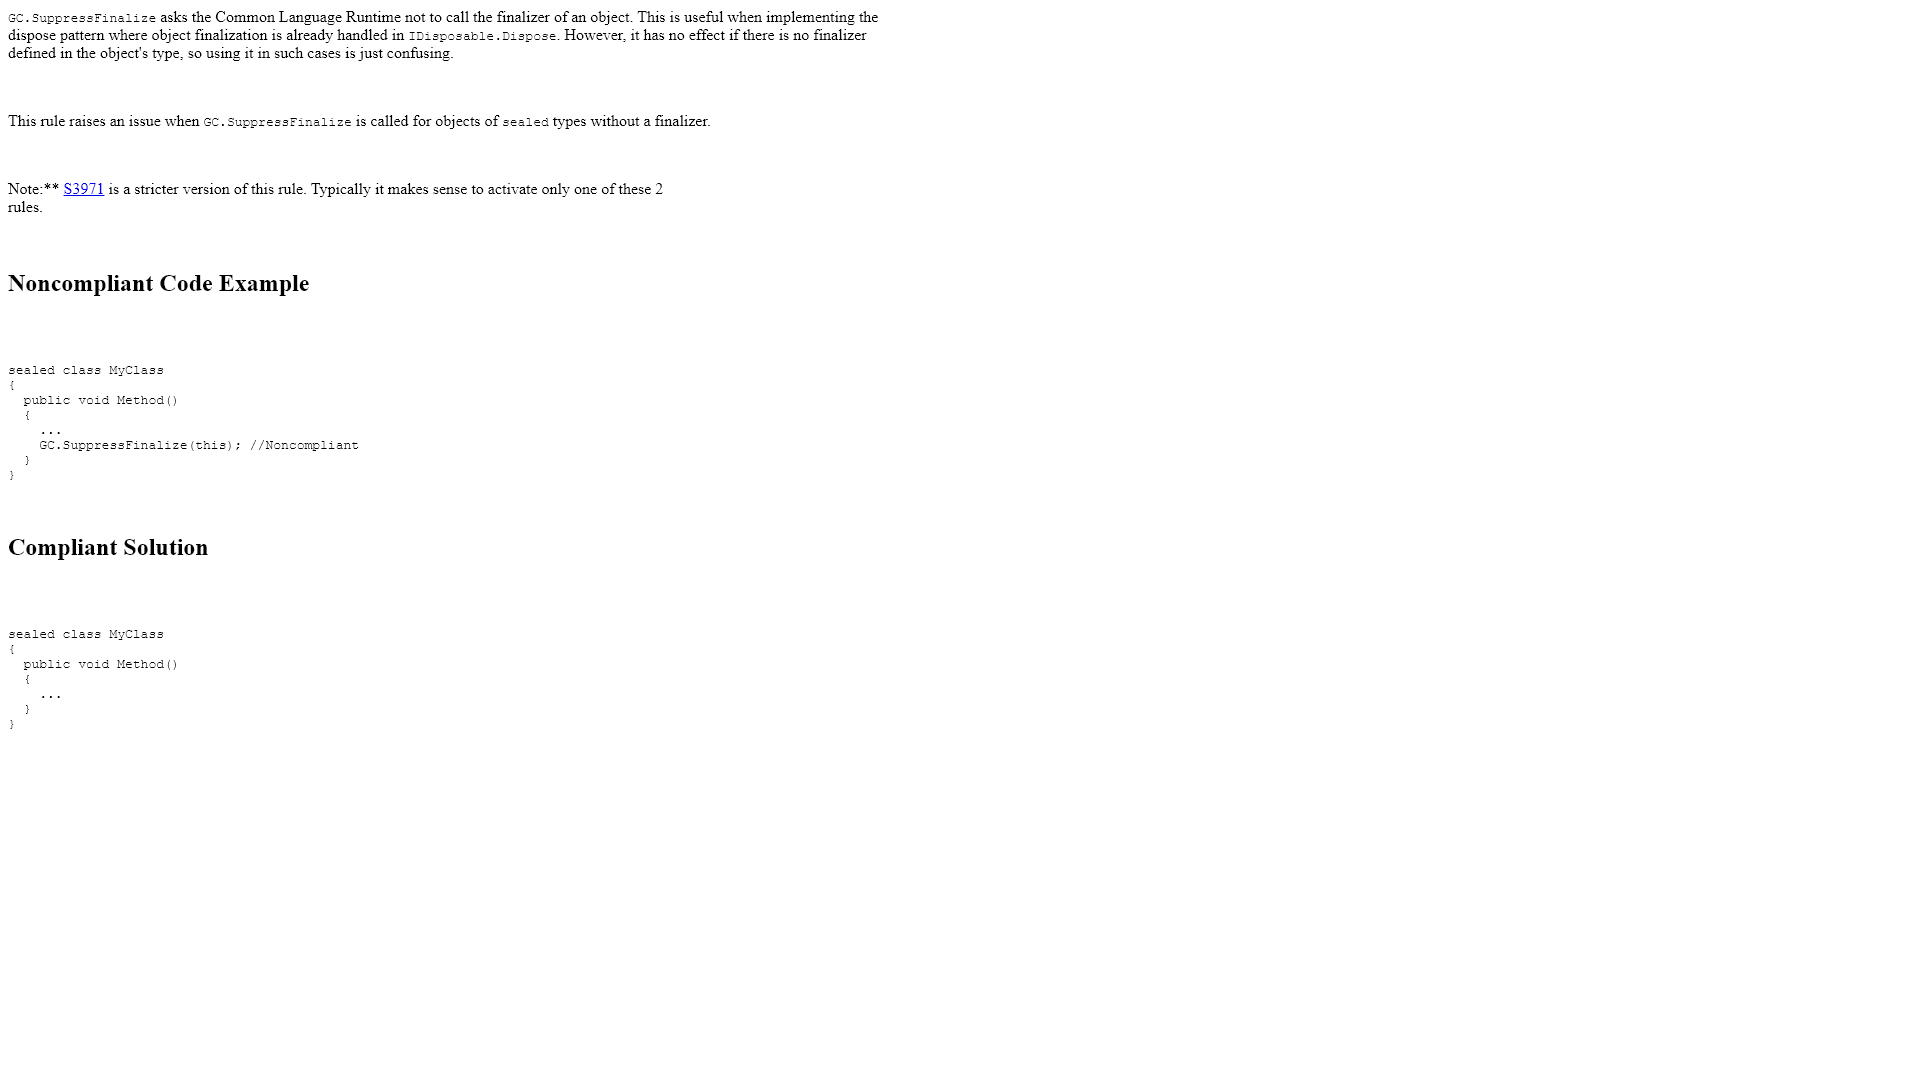 GC.SuppressFinalize asks the Common Language Runtime not to call the finalizer of an object. This is useful when implementing the
dispose pattern where object finalization is already handled in IDisposable.Dispose. However, it has no effect if there is no finalizer
defined in the object's type, so using it in such cases is just confusing.
This rule raises an issue when GC.SuppressFinalize is called for objects of sealed types without a finalizer.
Note:** S3971 is a stricter version of this rule. Typically it makes sense to activate only one of these 2
rules.
Noncompliant Code Example
sealed class MyClass
{
  public void Method()
  {
    ...
    GC.SuppressFinalize(this); //Noncompliant
  }
}
Compliant Solution
sealed class MyClass
{
  public void Method()
  {
    ...
  }
}